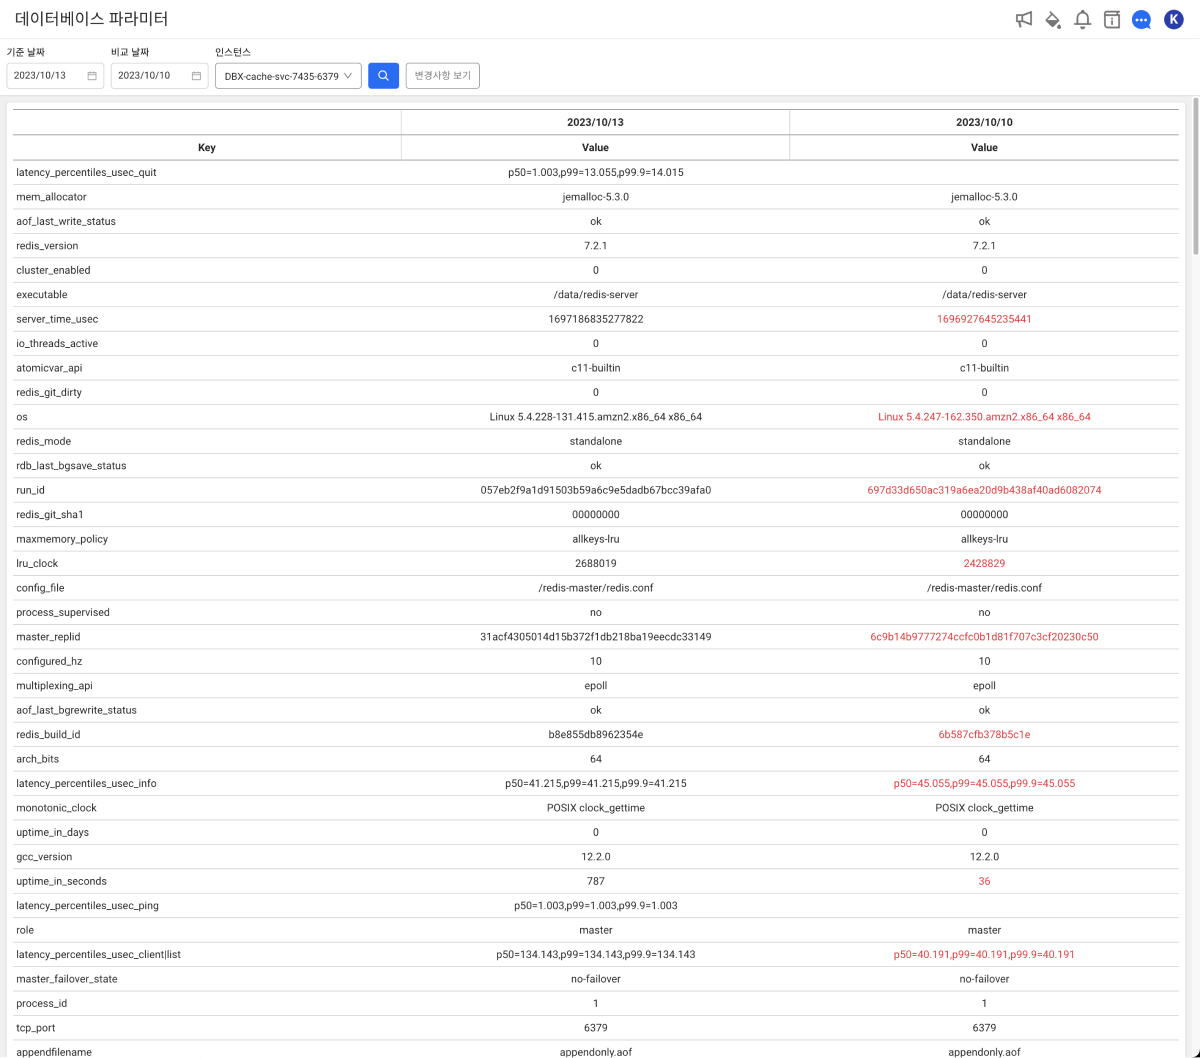 데이터베이스 파라미터
K
기준 날짜 비교 날짜 인스턴스
2023/10/13 2023/10/10 DBX-cache-svc-7435-6379 변경사항 보기
2023/10/13 2023/10/10
Key Value Value
latency_percentiles_usec_quit p50=1.003,p99=13.055,p99.9=14.015
mem_allocator jemalloc-5.3.0 jemalloc-5.3.0
aof_last_write_status ok ok
redis_version 7.2.1 7.2.1
cluster_enabled 0 0
executable /data/redis-server /data/redis-server
server_time_usec 1697186835277822 1696927645235441
io_threads_active 0 0
atomicvar_api c11-builtin c11-builtin
redis_git_dirty 0 0
os Linux 5.4.228-131.415.amzn2.x86_64 x86_64 Linux 5.4.247-162.350.amzn2.x86_64 x86_64
redis_mode standalone standalone
rdb_last_bgsave_status ok ok
run_id 057eb2f9a1d91503b59a6c9e5dadb67bcc39afa0 697d33d650ac319a6ea20d9b438af40ad6082074
redis_git_sha1 00000000 00000000
maxmemory_policy allkeys-lru allkeys-lru
lru_clock 2688019 2428829
config_file /redis-master/redis.conf /redis-master/redis.conf
process_supervised no no
master_replid 31acf4305014d15b372f1db218ba19eecdc33149 6c9b14b9777274ccfc0b1d81f707c3cf20230c50
configured_hz 10 10
multiplexing_api epoll epoll
aof_last_bgrewrite_status ok ok
redis_build_id b8e855db8962354e 6b587cfb378b5c1e
arch_bits 64 64
latency_percentiles_usec_info p50=41.215,p99=41.215,p99.9=41.215 p50=45.055,p99=45.055,p99.9=45.055
monotonic_clock POSIX clock_gettime POSIX clock_gettime
uptime_in_days 0 0
gcc_version 12.2.0 12.2.0
uptime_in_seconds 787 36
latency_percentiles_usec_ping p50=1.003,p99=1.003,p99.9=1.003
role master master
latency_percentiles_usec_client|list p50=134.143,p99=134.143,p99.9=134.143 p50=40.191,p99=40.191,p99.9=40.191
master_failover_state no-failover no-failover
process_id 1 1
tcp_port 6379 6379
appendfilename appendonly.aof appendonly.aof